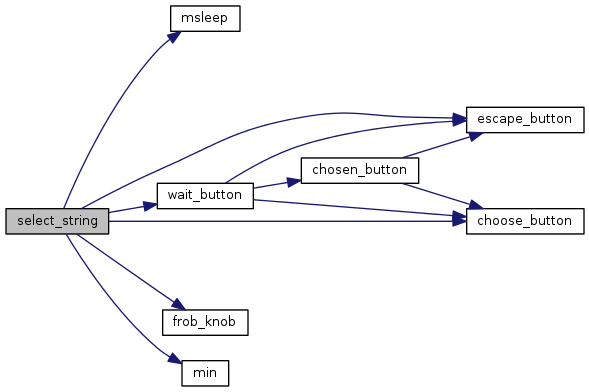 msleep
escape_button
chosen_button
wait_button
select_string
choose_button
frob_knob
min